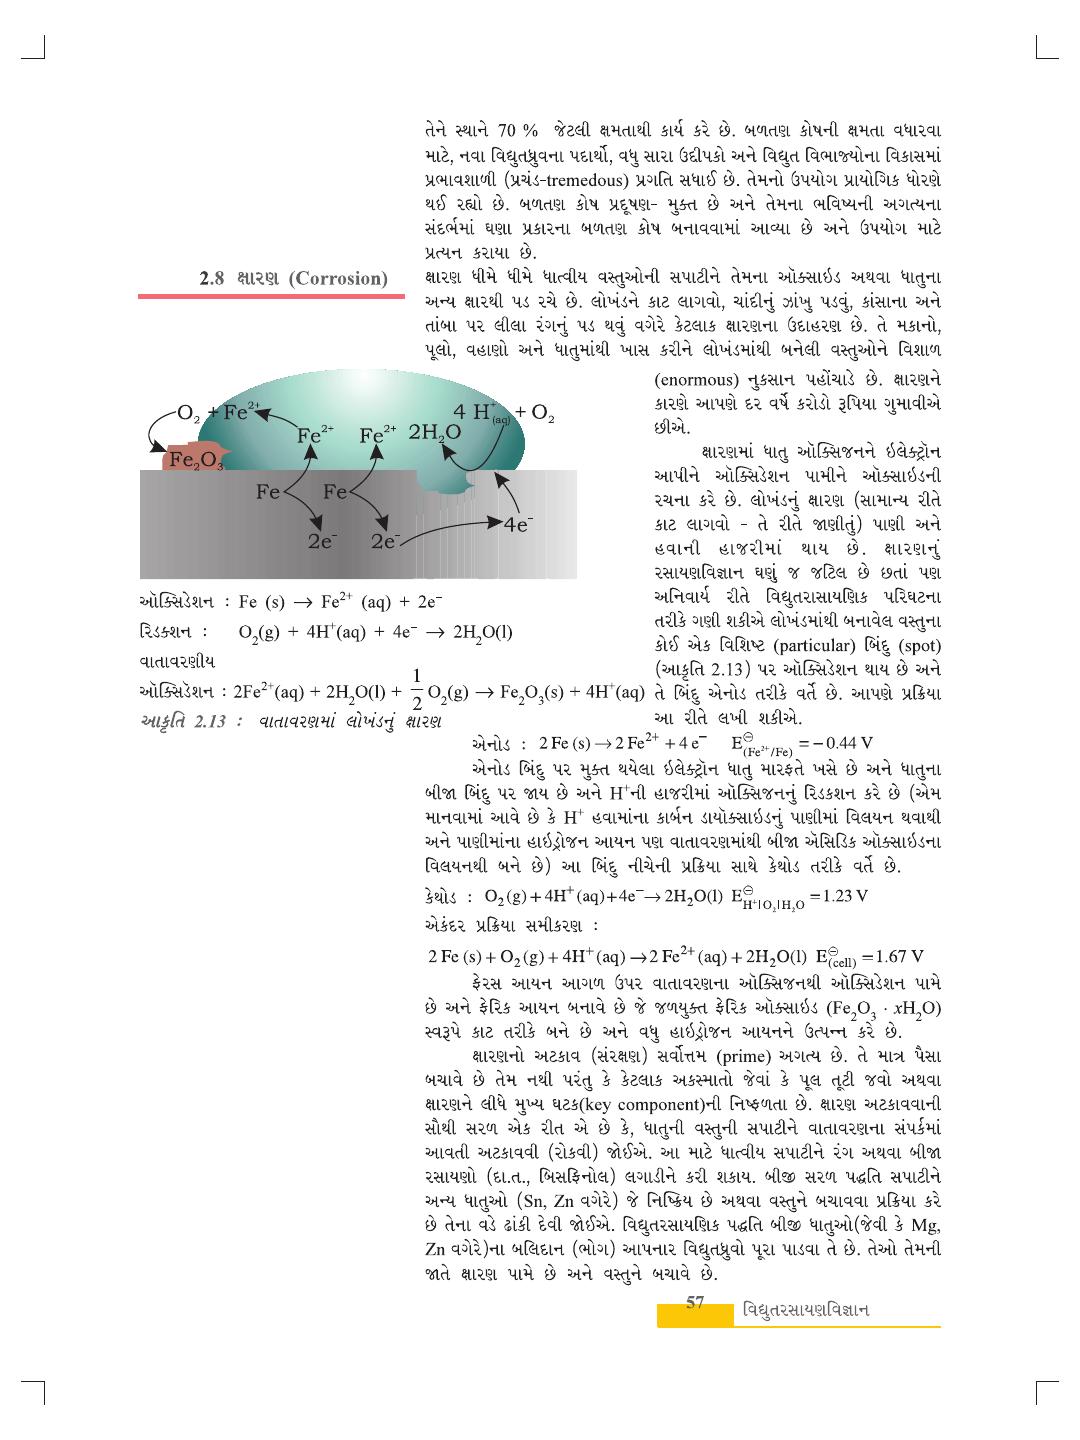 તેને સ્થાને 70 % જેટલી ક્ષમતાથી કાર્ય કરે છે. બળતણ કોષની ક્ષમતા વધારવા
માટે, નવા વિદ્યુતધ્રુવના પદાર્થો, વધુ સારા ઉદ્દીપકો અને વિદ્યુત વિભાજ્યોના વિકાસમાં
પ્રભાવશાળી (પ્રચંડ-tremedous) પ્રગતિ સધાઈ છે. તેમનો ઉપયોગ પ્રાયોગિક ધોરણે
થઈ રહ્યો છે. બળતણ કોષ પ્રદૂષણ- મુક્ત છે અને તેમના ભવિષ્યની અગત્યના
સંદર્ભમાં ઘણા પ્રકારના બળતણ કોષ બનાવવામાં આવ્યા છે અને ઉપયોગ માટે
પ્રત્યન કરાયા છે.
2.8 ક્ષારણ (Corrosion)
ક્ષારણ ધીમે ધીમે ધાત્વીય વસ્તુઓની સપાટીને તેમના ઑક્સાઇડ અથવા ધાતુના
અન્ય ક્ષારથી પડ રચે છે. લોખંડને કાટ લાગવો, ચાંદીનું ઝાંખુ પડવું, કાંસાના અને
તાંબા પર લીલા રંગનું પડ થવું વગેરે કેટલાક ક્ષારણના ઉદાહરણ છે. તે મકાનો,
પૂલો, વહાણો અને ધાતુમાંથી ખાસ કરીને લોખંડમાંથી બનેલી વસ્તુઓને વિશાળ
(enormous) નુકસાન પહોંચાડે છે. ક્ષારણને
કારણે આપણે દર વર્ષે કરોડો રૂપિયા ગુમાવીએ
છીએ.
ક્ષારણમાં ધાતુ ઑક્સિજનને ઇલેક્ટ્રૉન
આપીને ઑક્સિડેશન પામીને ઑક્સાઇડની
રચના કરે છે. લોખંડનું ક્ષારણ (સામાન્ય રીતે
કાટ લાગવો - તે રીતે જાણીતું) પાણી અને
હવાની હાજરીમાં થાય છે. ક્ષારણનું
રસાયણવિજ્ઞાન ઘણું જ જટિલ છે છતાં પણ
અનિવાર્ય રીતે વિદ્યુતરાસાયણિક પરિઘટના
તરીકે ગણી શકીએ લોખંડમાંથી બનાવેલ વસ્તુના
કોઈ એક વિશિષ્ટ (particular) બિંદુ (spot)
(આકૃતિ 2.13) પર ઑક્સિડેશન થાય છે અને
તે બિંદુ એનોડ તરીકે વર્તે છે. આપણે પ્રક્રિયા
આ રીતે લખી શકીએ.
O₂ + Fe²⁺
4 H⁺(aq) + O₂
Fe²⁺ Fe²⁺ 2H₂O
Fe₂O₃
Fe Fe
4e⁻
2e⁻ 2e⁻
ઑક્સિડેશન : Fe (s) → Fe²⁺ (aq) + 2e⁻
રિડક્શન : O₂(g) + 4H⁺(aq) + 4e⁻ → 2H₂O(l)
વાતાવરણીય
ઑક્સિડૅશન : 2Fe²⁺(aq) + 2H₂O(l) + 1/2 O₂(g) → Fe₂O₃(s) + 4H⁺(aq)
આકૃતિ 2.13 : વાતાવરણમાં લોખંડનું ક્ષારણ
એનોડ : 2 Fe (s) → 2 Fe²⁺ + 4 e⁻ E⊖(Fe²⁺/Fe) = – 0.44 V
એનોડ બિંદુ પર મુક્ત થયેલા ઇલેક્ટ્રૉન ધાતુ મારફતે ખસે છે અને ધાતુના
બીજા બિંદુ પર જાય છે અને H⁺ની હાજરીમાં ઑક્સિજનનું રિડકશન કરે છે (એમ
માનવામાં આવે છે કે H⁺ હવામાંના કાર્બન ડાયૉક્સાઇડનું પાણીમાં વિલયન થવાથી
અને પાણીમાંના હાઇડ્રોજન આયન પણ વાતાવરણમાંથી બીજા ઍસિડિક ઑક્સાઇડના
વિલયનથી બને છે) આ બિંદુ નીચેની પ્રક્રિયા સાથે કેથોડ તરીકે વર્તે છે.
કેથોડ : O₂ (g) + 4H⁺ (aq) + 4e⁻ → 2H₂O(l) E⊖ H⁺|O₂|H₂O = 1.23 V
એકંદર પ્રક્રિયા સમીકરણ :
2 Fe (s) + O₂ (g) + 4H⁺ (aq) → 2 Fe²⁺ (aq) + 2H₂O(l) E⊖(cell) = 1.67 V
ફેરસ આયન આગળ ઉપર વાતાવરણના ઑક્સિજનથી ઑક્સિડેશન પામે
છે અને ફેરિક આયન બનાવે છે જે જળયુક્ત ફેરિક ઑક્સાઇડ (Fe₂O₃ · xH₂O)
સ્વરૂપે કાટ તરીકે બને છે અને વધુ હાઇડ્રોજન આયનને ઉત્પન્ન કરે છે.
ક્ષારણનો અટકાવ (સંરક્ષણ) સર્વોત્તમ (prime) અગત્ય છે. તે માત્ર પૈસા
બચાવે છે તેમ નથી પરંતુ કે કેટલાક અકસ્માતો જેવાં કે પૂલ તૂટી જવો અથવા
ક્ષારણને લીધે મુખ્ય ઘટક(key component)ની નિષ્ફળતા છે. ક્ષારણ અટકાવવાની
સૌથી સરળ એક રીત એ છે કે, ધાતુની વસ્તુની સપાટીને વાતાવરણના સંપર્કમાં
આવતી અટકાવવી (રોકવી) જોઈએ. આ માટે ધાત્વીય સપાટીને રંગ અથવા બીજા
રસાયણો (દા.ત., બિસફિનોલ) લગાડીને કરી શકાય. બીજી સરળ પદ્ધતિ સપાટીને
અન્ય ધાતુઓ (Sn, Zn વગેરે) જે નિષ્ક્રિય છે અથવા વસ્તુને બચાવવા પ્રક્રિયા કરે
છે તેના વડે ઢાંકી દેવી જોઈએ. વિદ્યુતરસાયણિક પદ્ધતિ બીજી ધાતુઓ(જેવી કે Mg,
Zn વગેરે)ના બલિદાન (ભોગ) આપનાર વિદ્યુતધ્રુવો પૂરા પાડવા તે છે. તેઓ તેમની
જાતે ક્ષારણ પામે છે અને વસ્તુને બચાવે છે.
57 વિદ્યુતરસાયણવિજ્ઞાન